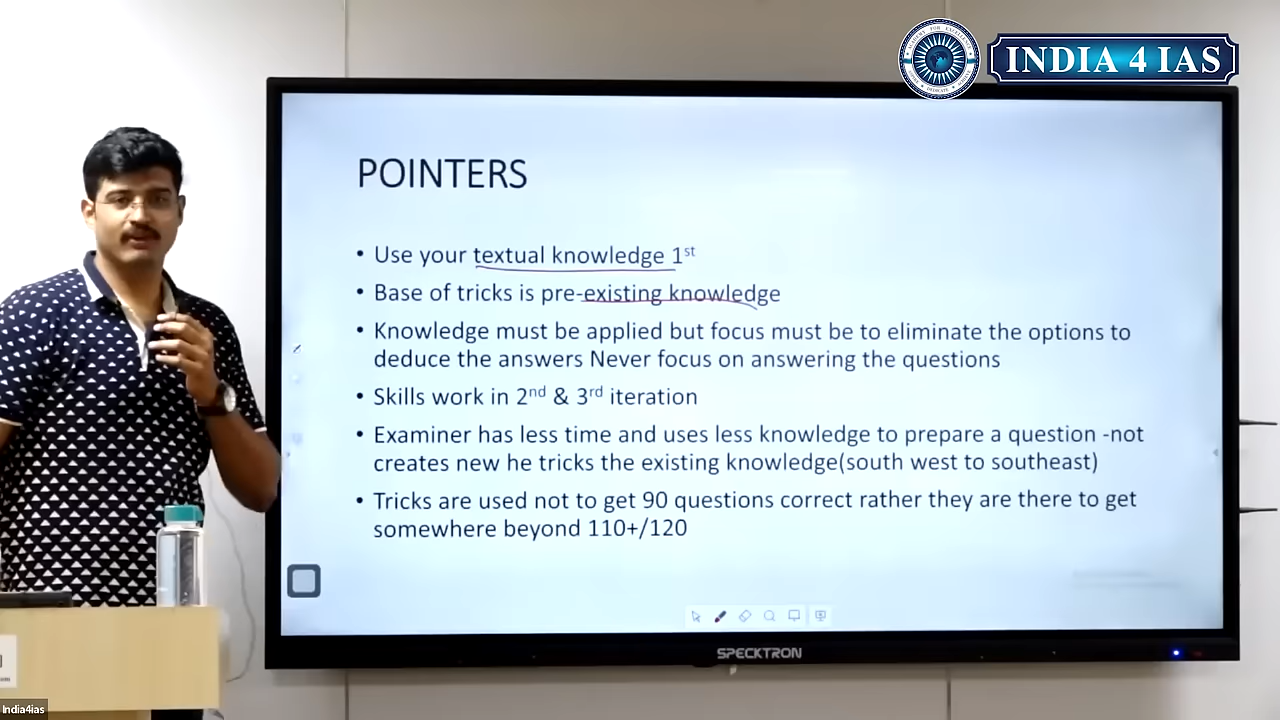 INDIA 4 IAS
POINTERS
• Use your textual knowledge 1st
• Base of tricks is pre-existing knowledge
• Knowledge must be applied but focus must be to eliminate the options to
deduce the answers Never focus on answering the questions
• Skills work in 2nd & 3rd iteration
• Examiner has less time and uses less knowledge to prepare a question -not
creates new he tricks the existing knowledge(south west to southeast)
• Tricks are used not to get 90 questions correct rather they are there to get
somewhere beyond 110+/120
SPECKTRON
India4ias